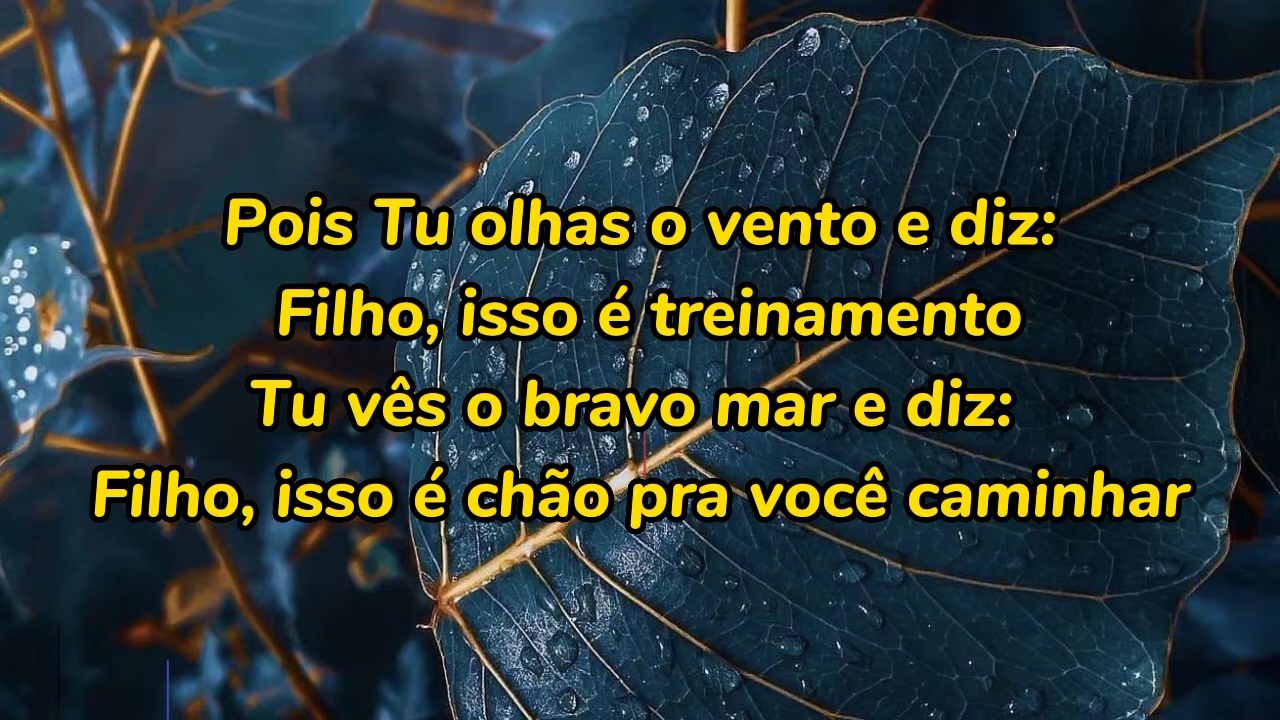 Pois Tu olhas o vento e diz:
Filho, isso é treinamento
Tu vês o bravo mar e diz:
Filho, isso é chão pra você caminhar